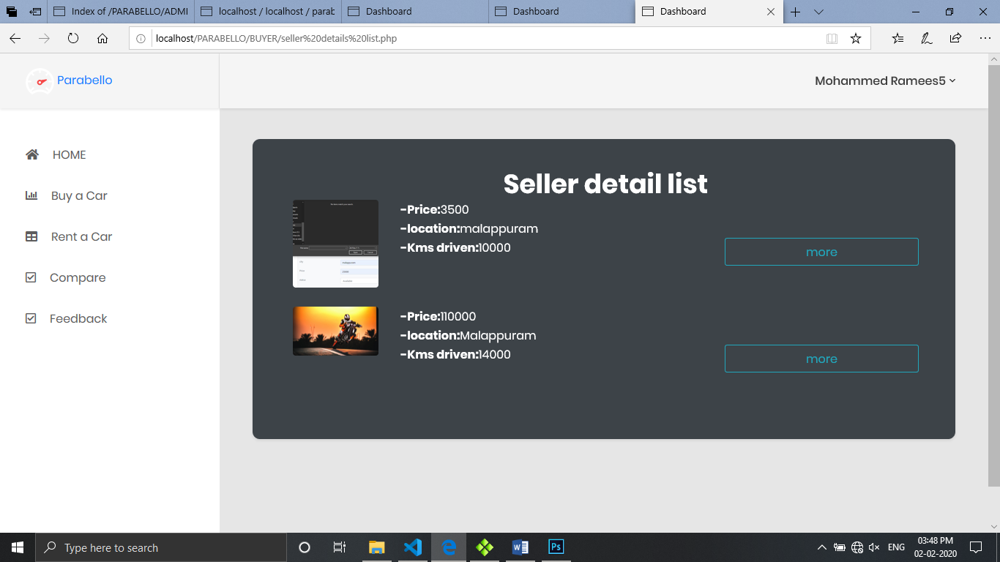 Index of /PARABELLO/ADMI
localhost / localhost / parab
Dashboard
Dashboard
Dashboard
localhost/PARABELLO/BUYER/seller%20details%20list.php
Parabello
Mohammed Ramees5
HOME
Buy a Car
Rent a Car
Compare
Feedback
Seller detail list
-Price:3500
-location:malappuram
-Kms driven:10000
more
malappuram
Price
-Price:110000
-location:Malappuram
-Kms driven:14000
more
Type here to search
ENG
03:48 PM
02-02-2020